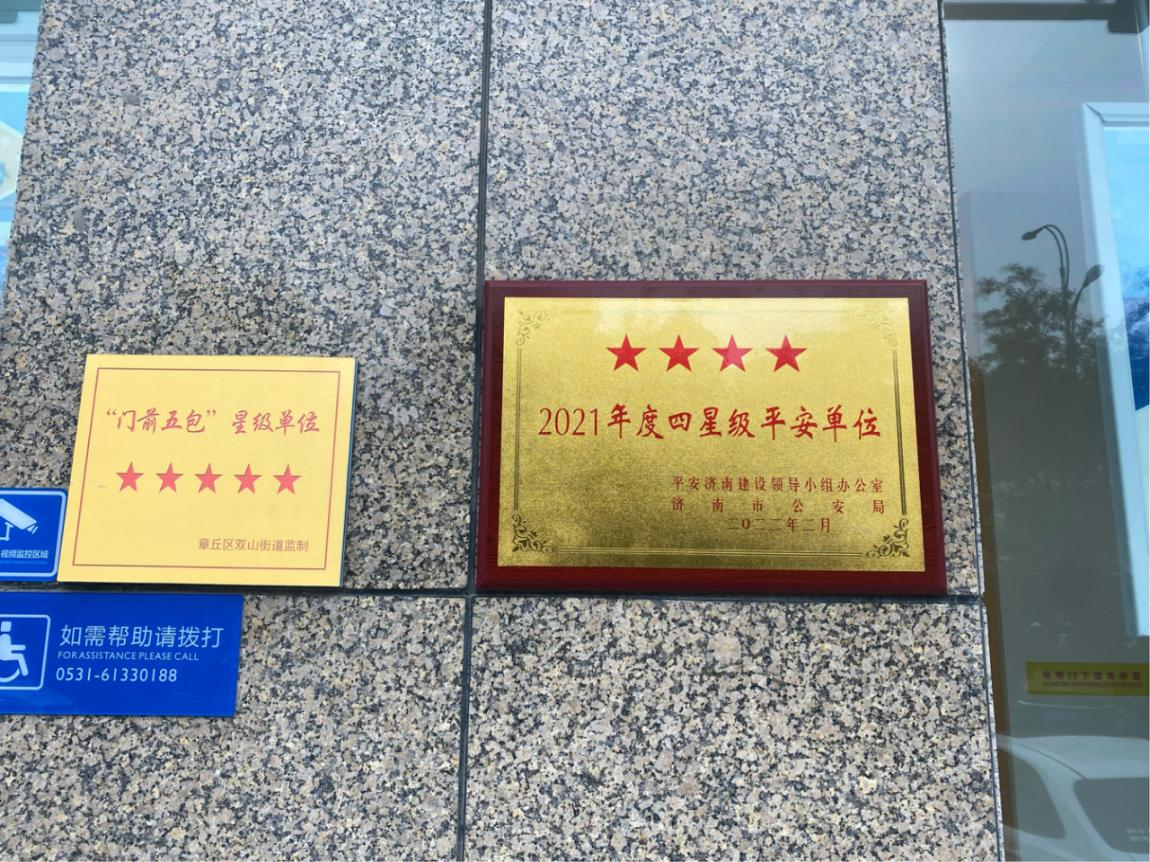 “门前五包”星级单位
章丘区双山街道监制
视频监控区域
如需帮助请拨打
FOR ASSISTANCE PLEASE CALL
0531-61330188
2021年度四星级平安单位
平安济南建设领导小组办公室
济南市公安局
二〇二二年二月